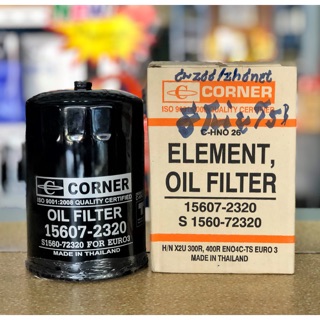 C CORNER
ISO 9001:2008 QUALITY CERTIFIED
OIL FILTER
15607-2320
S1560-72320 FOR EURO3
MADE IN THAILAND
C CORNER
C-HNO 26
ELEMENT,
OIL FILTER
15607-2320
S 1560-72320
H/N X2U 300R, 400R ENO4C-TS EURO 3
MADE IN THAILAND